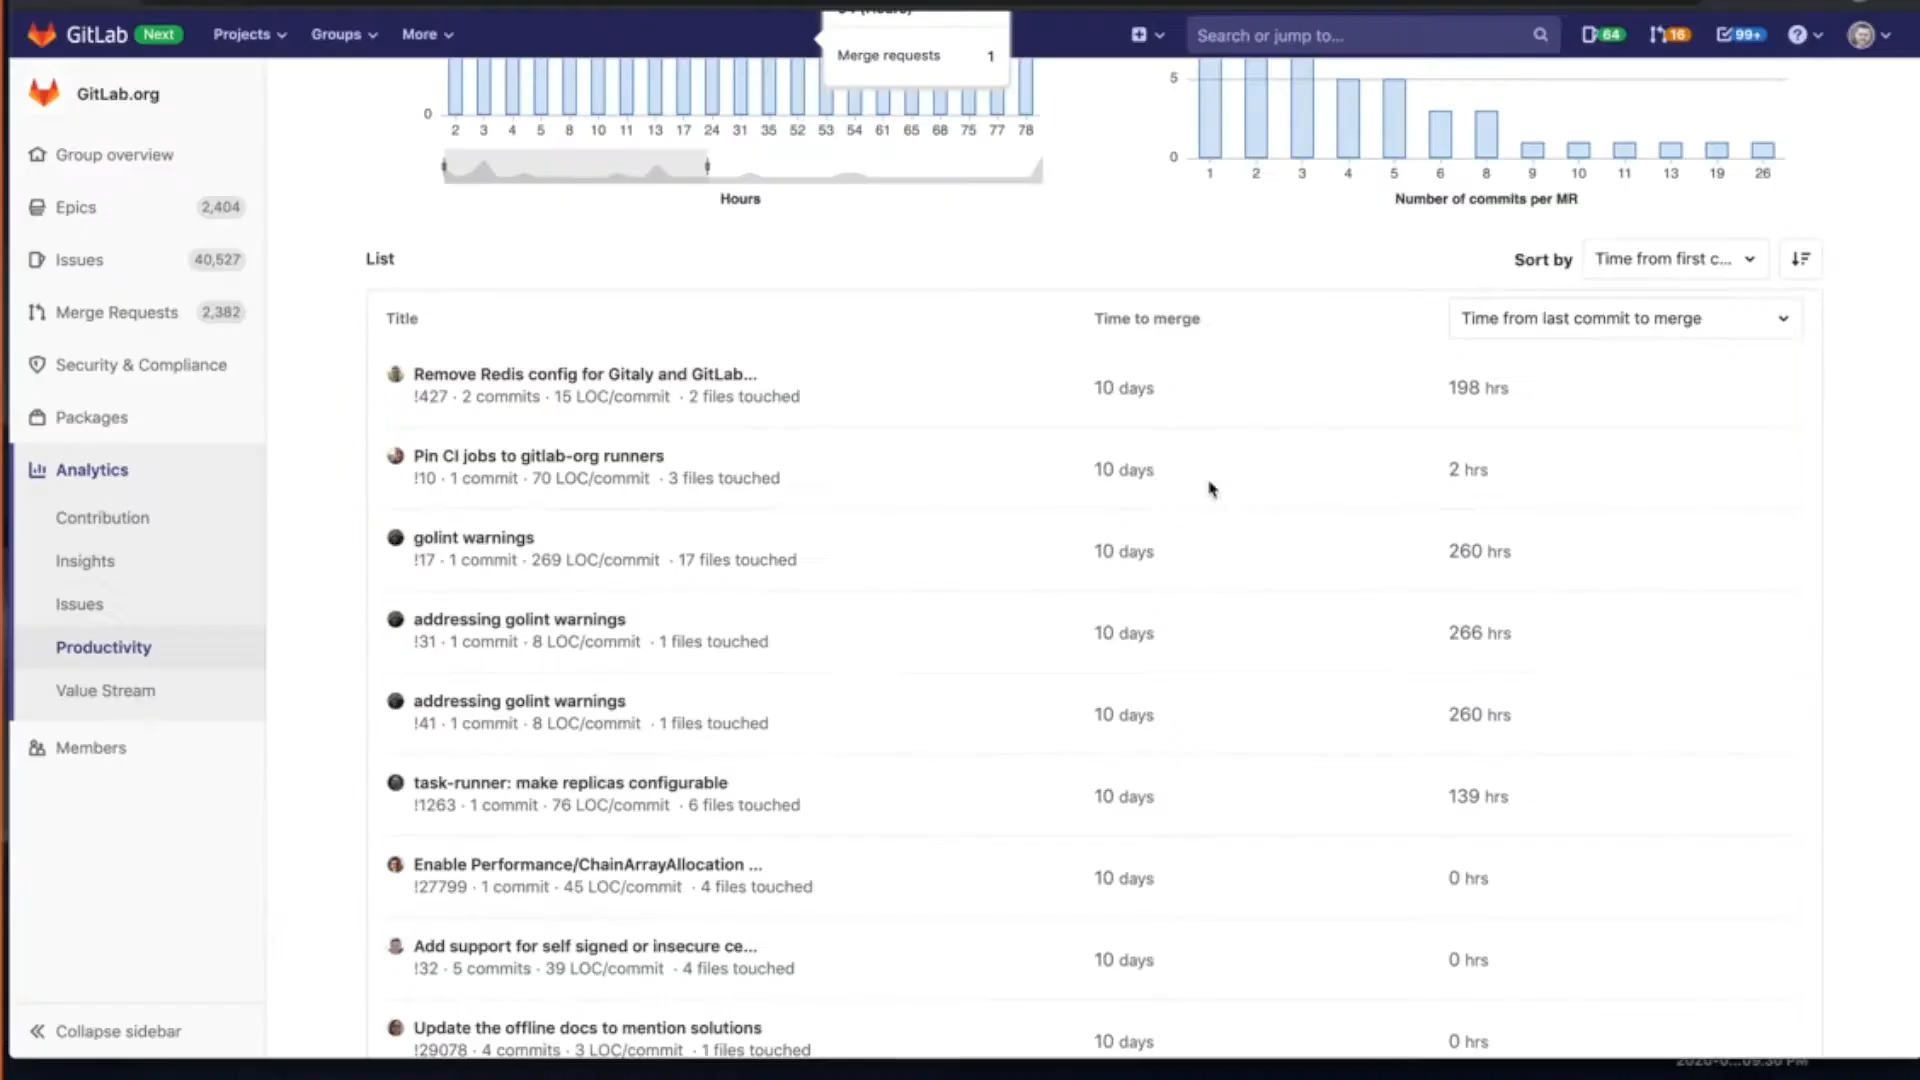 GitLab Next Projects Groups More Search or jump to... 64 16 99+
Merge requests 1
GitLab.org
Group overview
Epics 2,404
Issues 40,527
Merge Requests 2,382
Security & Compliance
Packages
Analytics
Contribution
Insights
Issues
Productivity
Value Stream
Members
Collapse sidebar
0
2 3 4 5 8 10 11 13 17 24 31 35 52 53 54 61 65 68 75 77 78
Hours
5
0
1 2 3 4 5 6 8 9 10 11 13 19 26
Number of commits per MR
List
Sort by Time from first c...
Title Time to merge Time from last commit to merge
Remove Redis config for Gitaly and GitLab...
!427 · 2 commits · 15 LOC/commit · 2 files touched
10 days 198 hrs
Pin CI jobs to gitlab-org runners
!10 · 1 commit · 70 LOC/commit · 3 files touched
10 days 2 hrs
golint warnings
!17 · 1 commit · 269 LOC/commit · 17 files touched
10 days 260 hrs
addressing golint warnings
!31 · 1 commit · 8 LOC/commit · 1 files touched
10 days 266 hrs
addressing golint warnings
!41 · 1 commit · 8 LOC/commit · 1 files touched
10 days 260 hrs
task-runner: make replicas configurable
!1263 · 1 commit · 76 LOC/commit · 6 files touched
10 days 139 hrs
Enable Performance/ChainArrayAllocation ...
!27799 · 1 commit · 45 LOC/commit · 4 files touched
10 days 0 hrs
Add support for self signed or insecure ce...
!32 · 5 commits · 39 LOC/commit · 4 files touched
10 days 0 hrs
Update the offline docs to mention solutions
!29078 · 4 commits · 3 LOC/commit · 1 files touched
10 days 0 hrs